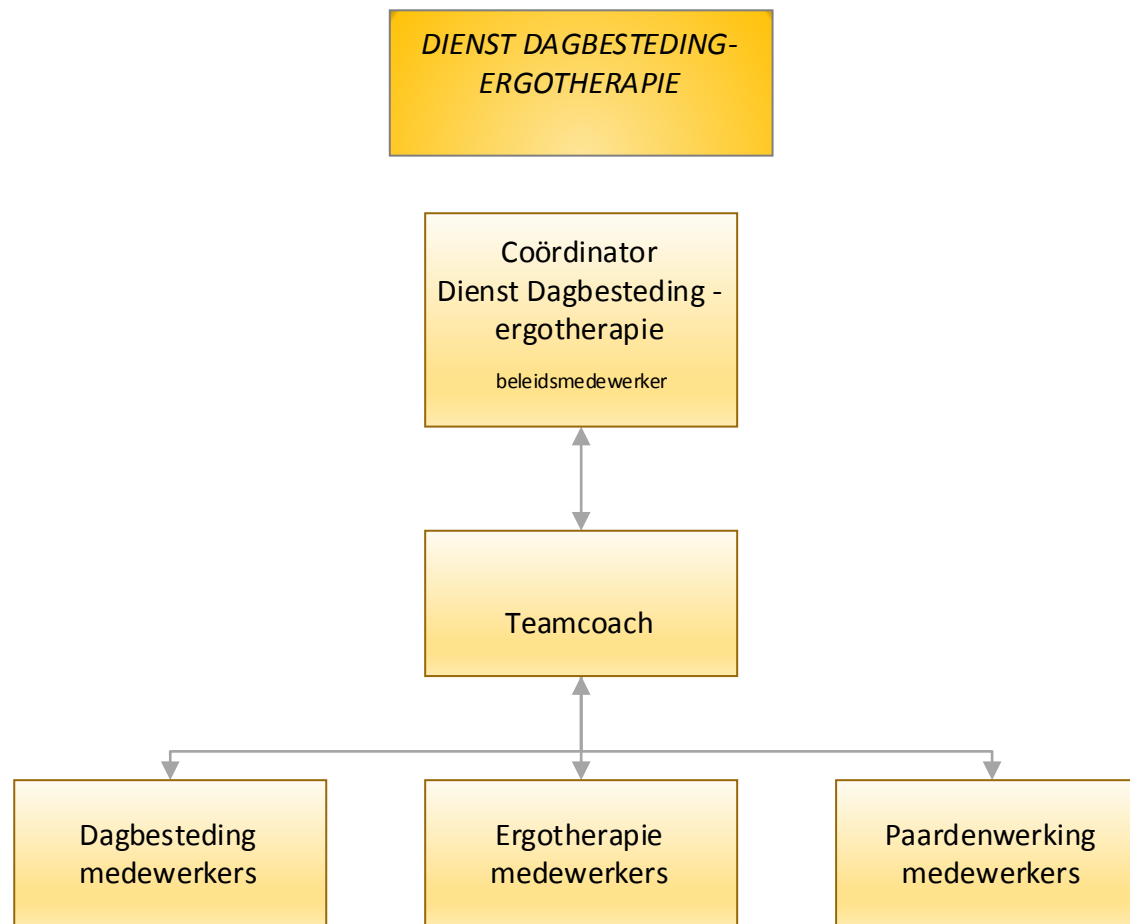 DIENST DAGBESTEDING-
ERGOTHERAPIE
Coördinator
Dienst Dagbesteding -
ergotherapie
beleidsmedewerker
Teamcoach
Dagbesteding
medewerkers
Ergotherapie
medewerkers
Paardenwerking
medewerkers